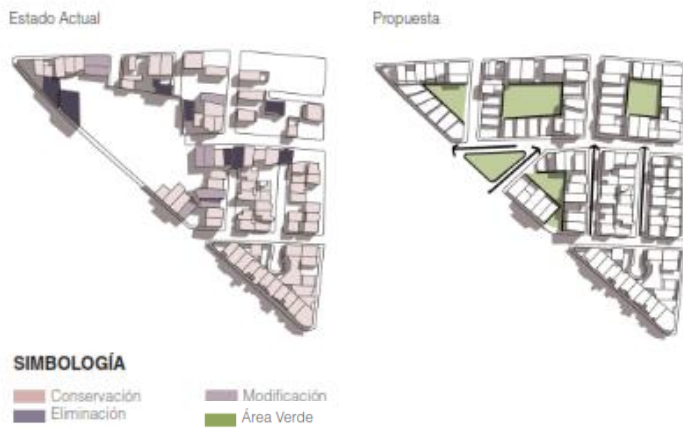 Estado Actual
Propuesta
SIMBOLOGÍA
Conservación
Modificación
Eliminación
Área Verde